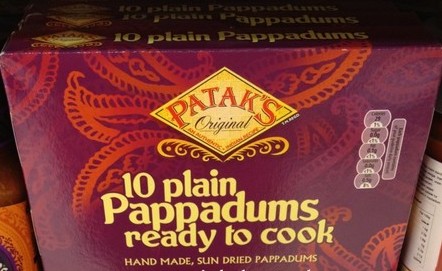 10 plain Pappadums
10 plain Pappadums
10 plain Pappadums
PATAK'S
Original
10 plain
Pappadums
ready to cook
HAND MADE, SUN DRIED PAPPADUMS